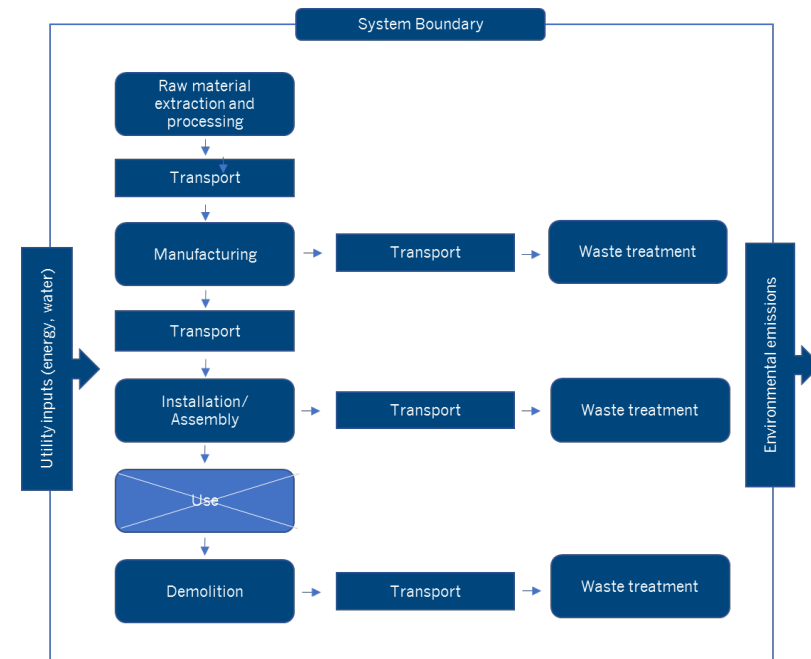 System Boundary
Raw material
extraction and
processing
Transport
Manufacturing
Transport
Waste treatment
Transport
Installation/
Assembly
Transport
Waste treatment
Use
Demolition
Transport
Waste treatment
Utility inputs (energy, water)
Environmental emissions